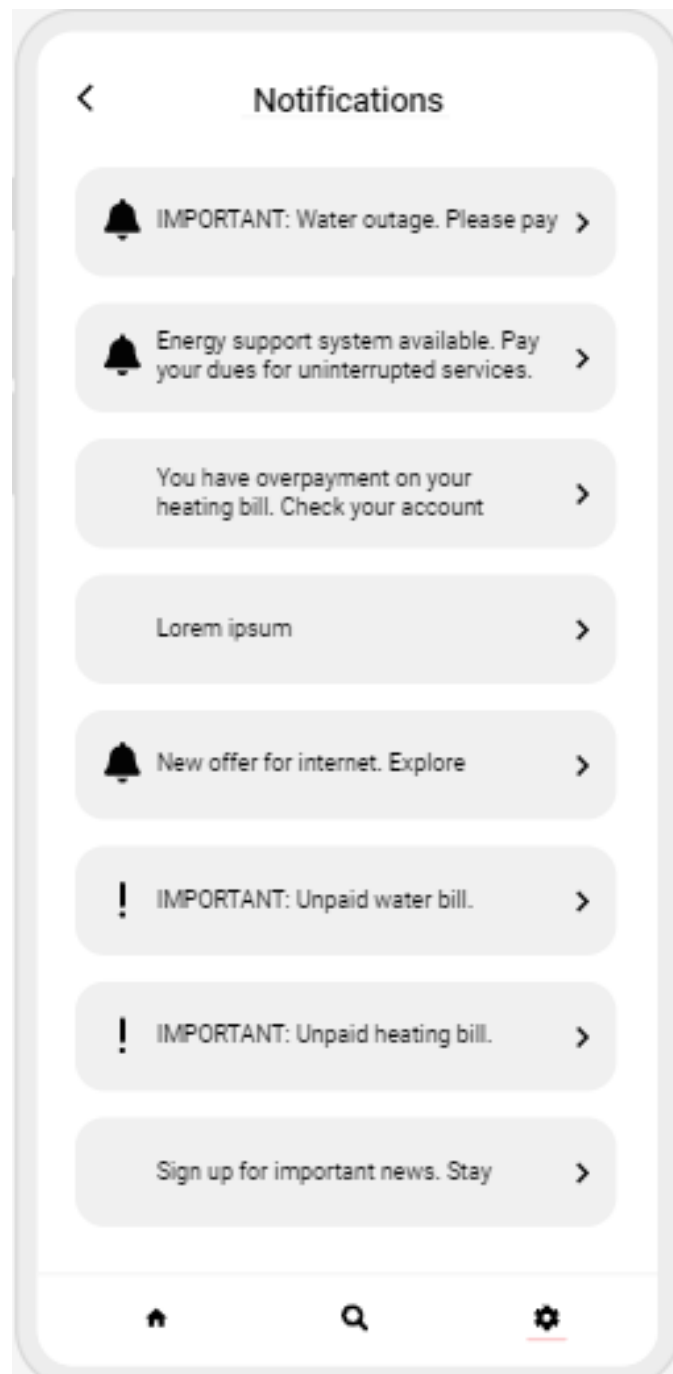 Notifications
IMPORTANT: Water outage. Please pay
Energy support system available. Pay
your dues for uninterrupted services.
You have overpayment on your
heating bill. Check your account
Lorem ipsum
New offer for internet. Explore
IMPORTANT: Unpaid water bill.
IMPORTANT: Unpaid heating bill.
Sign up for important news. Stay